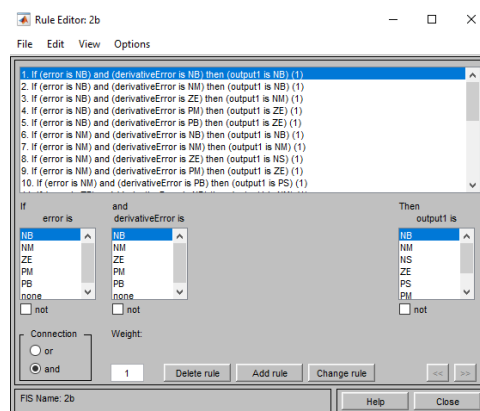 Rule Editor: 2b
File Edit View Options
1. If (error is NB) and (derivativeError is NB) then (output1 is NB) (1)
2. If (error is NB) and (derivativeError is NM) then (output1 is NB) (1)
3. If (error is NB) and (derivativeError is ZE) then (output1 is NM) (1)
4. If (error is NB) and (derivativeError is PM) then (output1 is ZE) (1)
5. If (error is NB) and (derivativeError is PB) then (output1 is ZE) (1)
6. If (error is NM) and (derivativeError is NB) then (output1 is NB) (1)
7. If (error is NM) and (derivativeError is NM) then (output1 is NM) (1)
8. If (error is NM) and (derivativeError is ZE) then (output1 is NS) (1)
9. If (error is NM) and (derivativeError is PM) then (output1 is ZE) (1)
10. If (error is NM) and (derivativeError is PB) then (output1 is PS) (1)
If and Then
error is derivativeError is output1 is
NB NB NB
NM NM NM
ZE ZE NS
PM PM ZE
PB PB PS
none none PM
not not not
Connection Weight:
or
and 1 Delete rule Add rule Change rule << >>
FIS Name: 2b Help Close